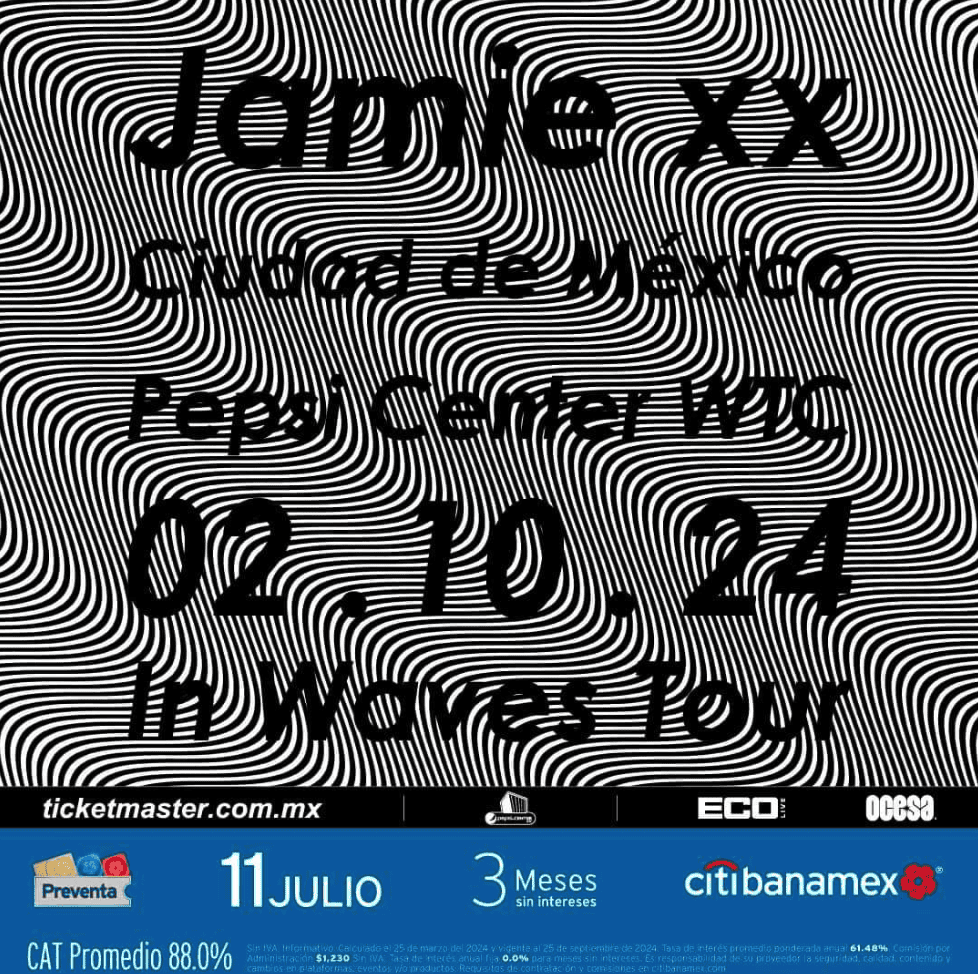 Jamie xx
Ciudad de México
Pepsi Center WTC
02.10.24
In Waves Tour
ticketmaster.com.mx
pepsi center
ECO LIVE
OCESA
Preventa
11 JULIO
3 Meses sin intereses
citibanamex
CAT Promedio 88.0%
Sin IVA. Informativo. Calculado el 25 de marzo del 2024 y vigente al 25 de septiembre de 2024. Tasa de interés promedio ponderada anual 61.48%. Comisión por
Administración $1,230 Sin IVA. Tasa de interés anual fija 0.0% para meses sin intereses. Es responsabilidad de su proveedor la seguridad, calidad, contenido y
cambios en plataformas, eventos y/o productos. Requisitos de contratación y comisiones en citibanamex.com